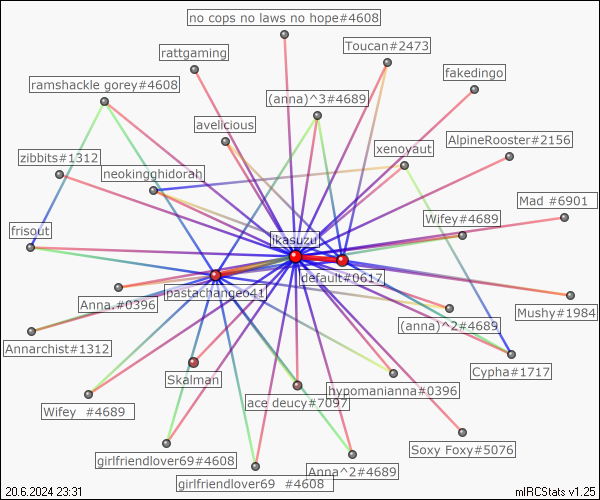 no cops no laws no hope#4608
rattgaming
Toucan#2473
fakedingo
ramshackle gorey#4608
(anna)^3#4689
avelicious
AlpineRooster#2156
xenoyaut
zibbits#1312
neokingghidorah
Mad #6901
Wifey#4689
frisout
ikasuzu
default#0617
pastachangeo41
Anna.#0396
Mushy#1984
(anna)^2#4689
Annarchist#1312
Cypha#1717
Skalman
hypomanianna#0396
ace deucy#7097
Wifey  #4689
Soxy Foxy#5076
girlfriendlover69#4608
Anna^2#4689
girlfriendlover69  #4608
20.6.2024 23:31
mIRCStats v1.25